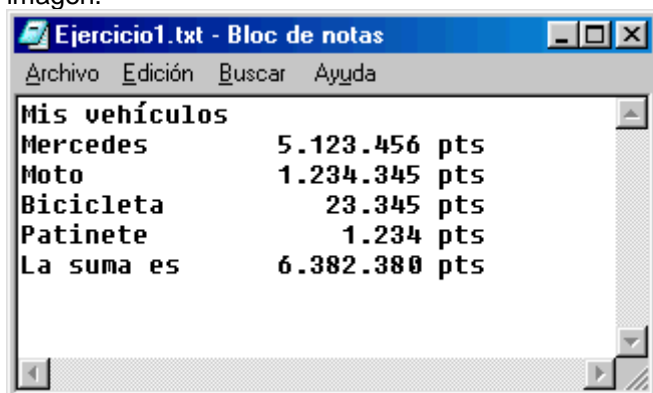 imagen.
Ejercicio1.txt - Bloc de notas
Archivo Edición Buscar Ayuda
Mis vehículos
Mercedes 5.123.456 pts
Moto 1.234.345 pts
Bicicleta 23.345 pts
Patinete 1.234 pts
La suma es 6.382.380 pts